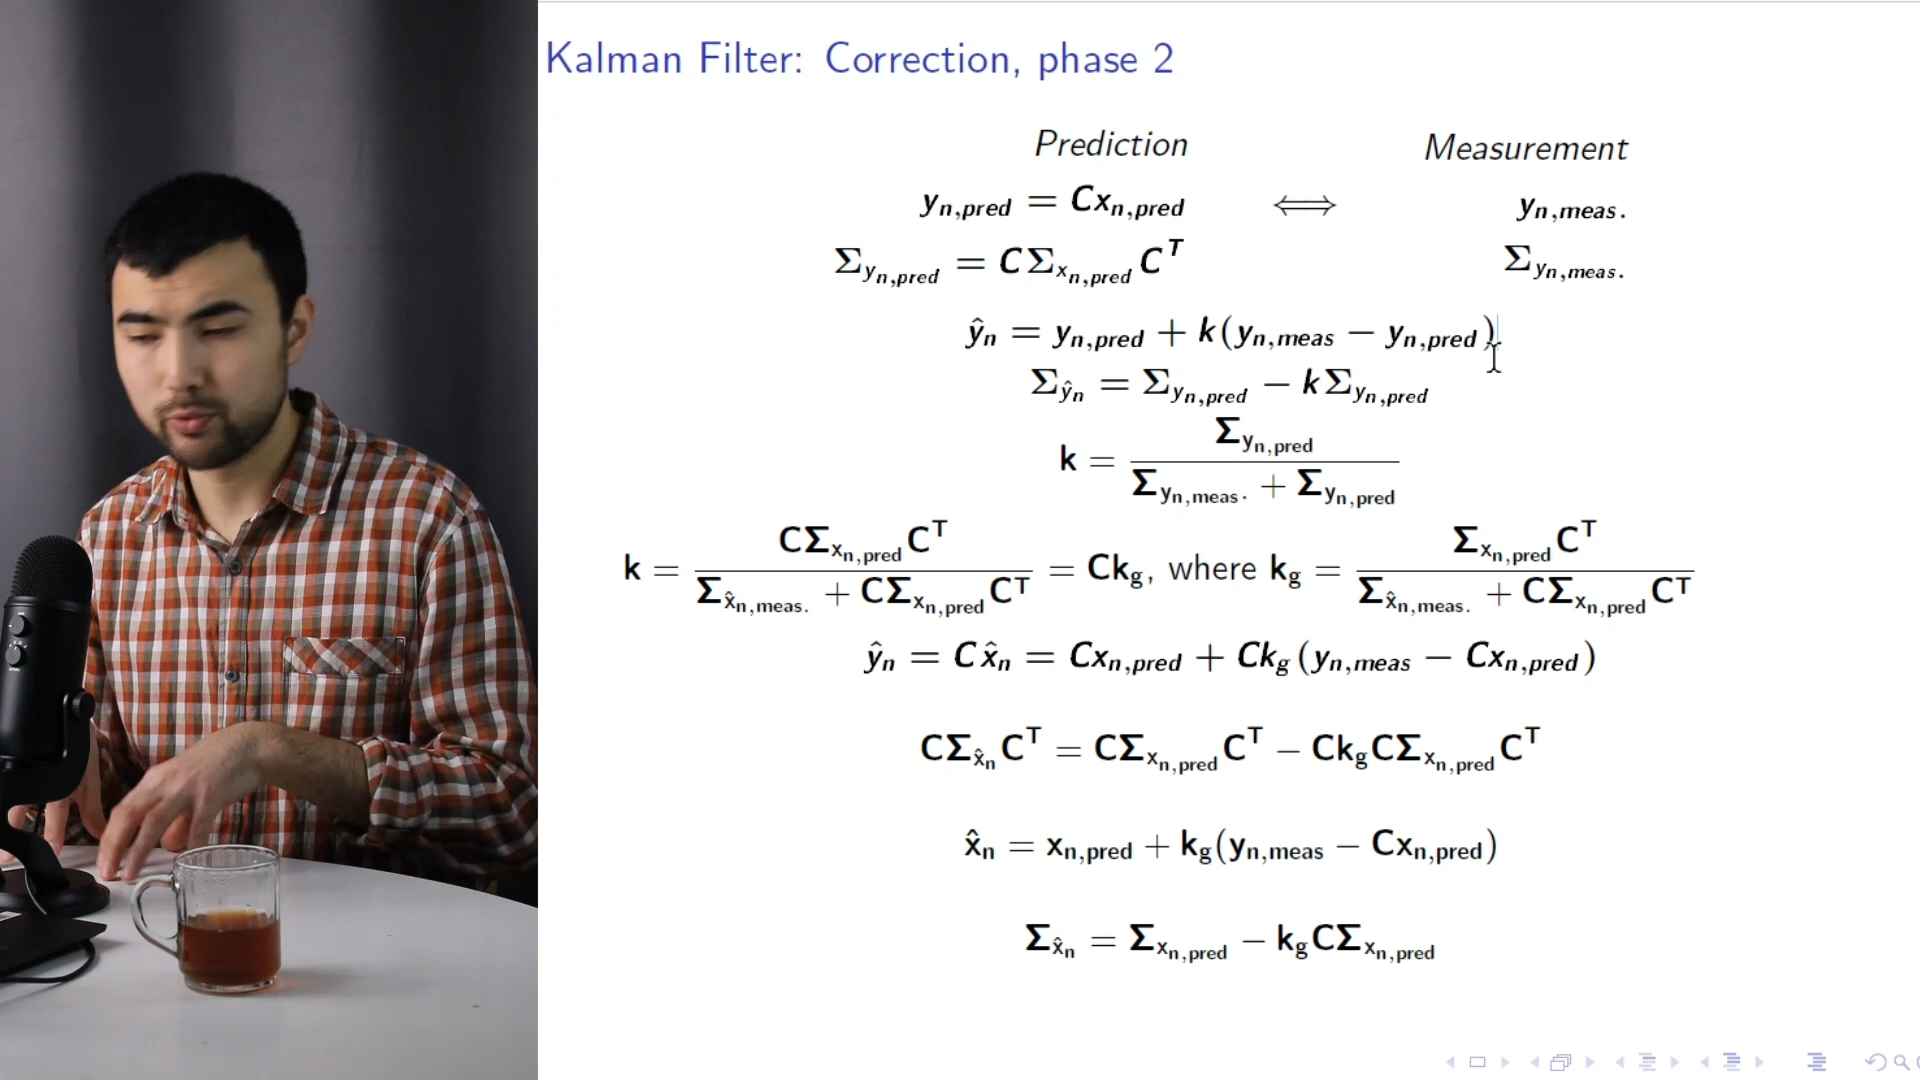 Kalman Filter: Correction, phase 2
Prediction Measurement
y_{n,pred} = Cx_{n,pred} ⟺ y_{n,meas.}
Σ_{y_{n,pred}} = CΣ_{x_{n,pred}}C^T Σ_{y_{n,meas.}}
ŷ_n = y_{n,pred} + k(y_{n,meas} − y_{n,pred})
Σ_{ŷ_n} = Σ_{y_{n,pred}} − kΣ_{y_{n,pred}}
k = \frac{Σ_{y_{n,pred}}}{Σ_{y_{n,meas.}} + Σ_{y_{n,pred}}}
k = \frac{CΣ_{x_{n,pred}}C^T}{Σ_{x̂_{n,meas.}} + CΣ_{x_{n,pred}}C^T} = Ck_g, where k_g = \frac{Σ_{x_{n,pred}}C^T}{Σ_{x̂_{n,meas.}} + CΣ_{x_{n,pred}}C^T}
ŷ_n = Cx̂_n = Cx_{n,pred} + Ck_g(y_{n,meas} − Cx_{n,pred})
CΣ_{x̂_n}C^T = CΣ_{x_{n,pred}}C^T − Ck_gCΣ_{x_{n,pred}}C^T
x̂_n = x_{n,pred} + k_g(y_{n,meas} − Cx_{n,pred})
Σ_{x̂_n} = Σ_{x_{n,pred}} − k_gCΣ_{x_{n,pred}}